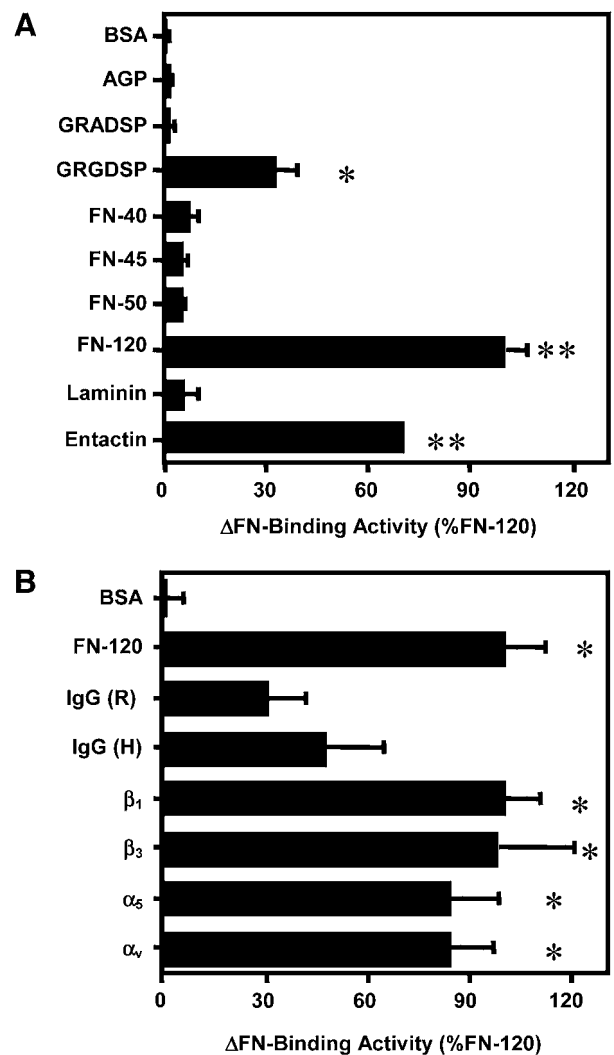 A
BSA
AGP
GRADSP
GRGDSP *
FN-40
FN-45
FN-50
FN-120 **
Laminin
Entactin **
0 30 60 90 120
ΔFN-Binding Activity (%FN-120)
B
BSA
FN-120 *
IgG (R)
IgG (H)
β1 *
β3 *
α5 *
αv *
0 30 60 90 120
ΔFN-Binding Activity (%FN-120)